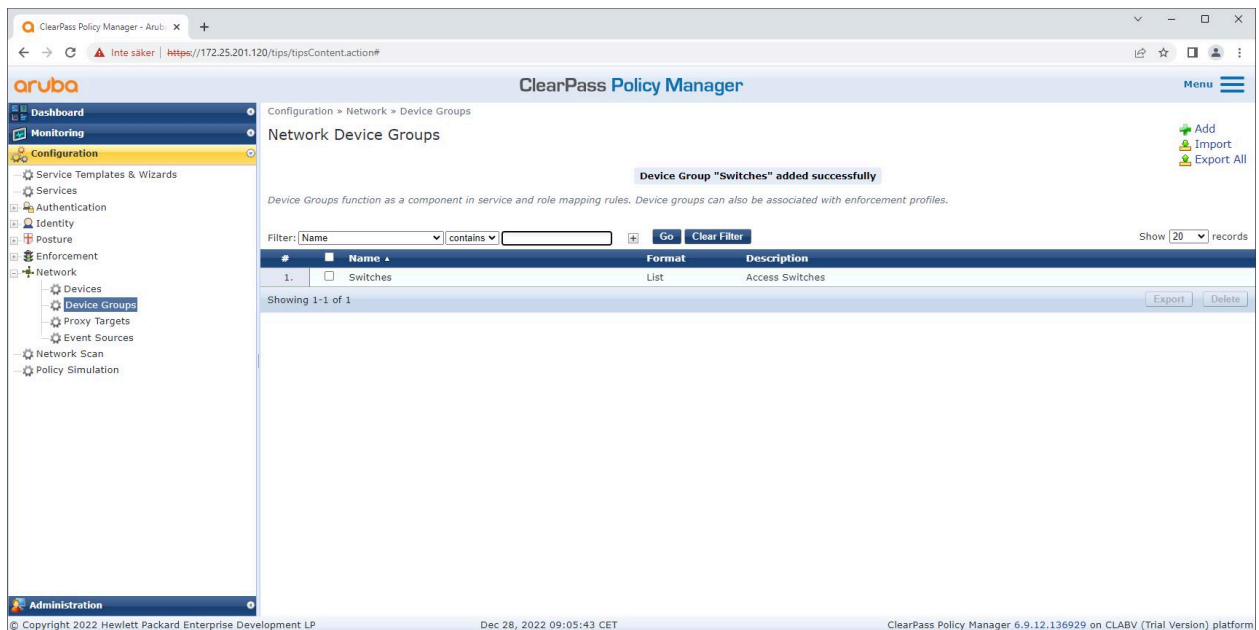 ClearPass Policy Manager - Arub
Inte säker | https://172.25.201.120/tips/tipsContent.action#
aruba
ClearPass Policy Manager
Menu
Dashboard
Monitoring
Configuration
Service Templates & Wizards
Services
Authentication
Identity
Posture
Enforcement
Network
Devices
Device Groups
Proxy Targets
Event Sources
Network Scan
Policy Simulation
Administration
Configuration » Network » Device Groups
Network Device Groups
Add
Import
Export All
Device Group "Switches" added successfully
Device Groups function as a component in service and role mapping rules. Device groups can also be associated with enforcement profiles.
Filter: Name contains Go Clear Filter Show 20 records
# Name Format Description
1. Switches List Access Switches
Showing 1-1 of 1 Export Delete
© Copyright 2022 Hewlett Packard Enterprise Development LP Dec 28, 2022 09:05:43 CET ClearPass Policy Manager 6.9.12.136929 on CLABV (Trial Version) platform